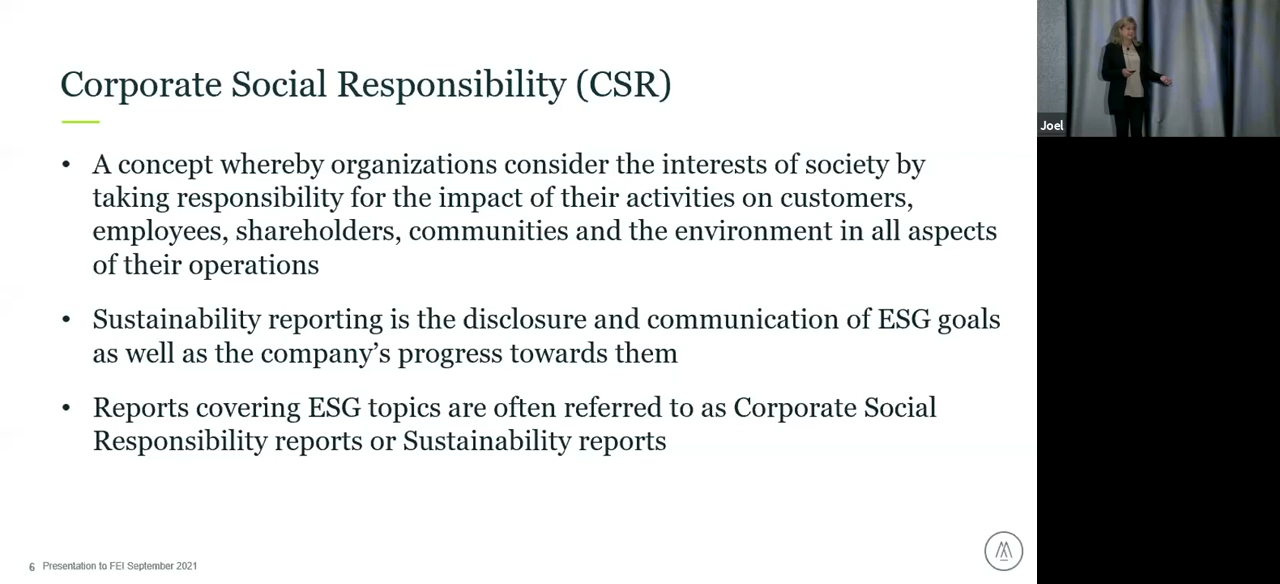 Corporate Social Responsibility (CSR)
• A concept whereby organizations consider the interests of society by
taking responsibility for the impact of their activities on customers,
employees, shareholders, communities and the environment in all aspects
of their operations
• Sustainability reporting is the disclosure and communication of ESG goals
as well as the company’s progress towards them
• Reports covering ESG topics are often referred to as Corporate Social
Responsibility reports or Sustainability reports
6 Presentation to FEI September 2021
Joel